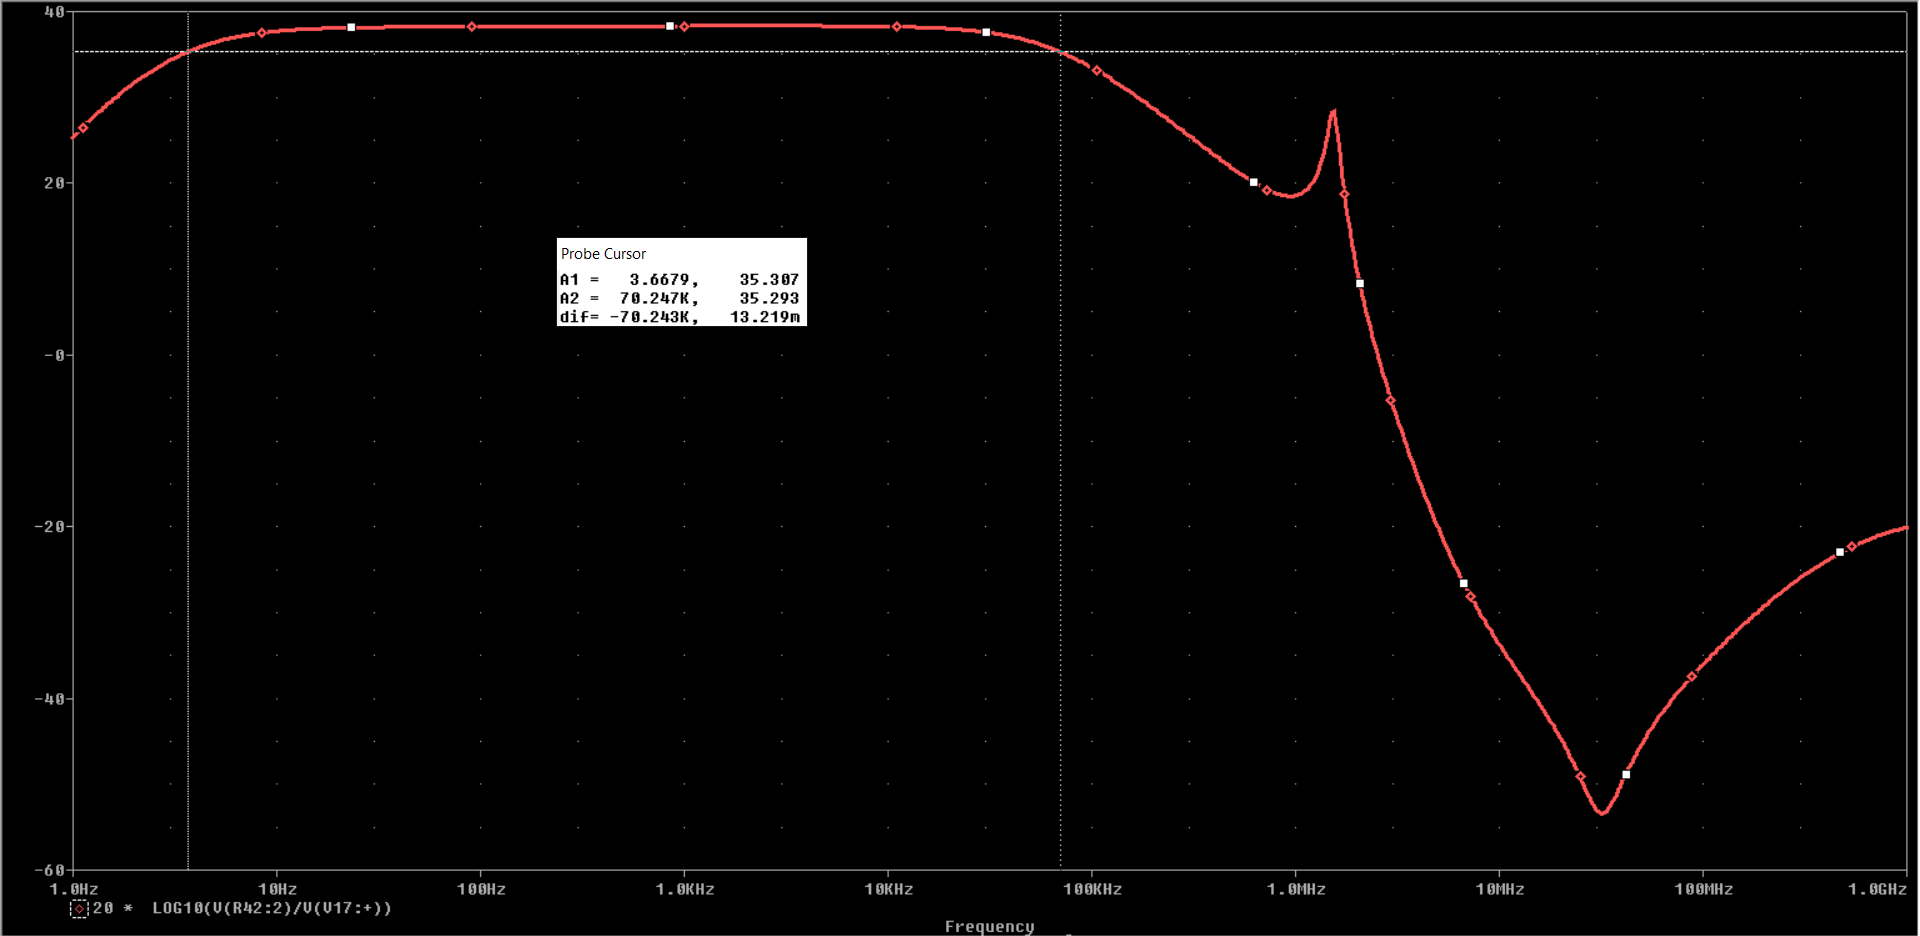 40
20
-0
-20
-40
-60
Probe Cursor
A1 = 3.6679, 35.307
A2 = 70.247K, 35.293
dif= -70.243K, 13.219m
1.0Hz 10Hz 100Hz 1.0KHz 10KHz 100KHz 1.0MHz 10MHz 100MHz 1.0GHz
20 * LOG10(V(R42:2)/V(V17:+))
Frequency